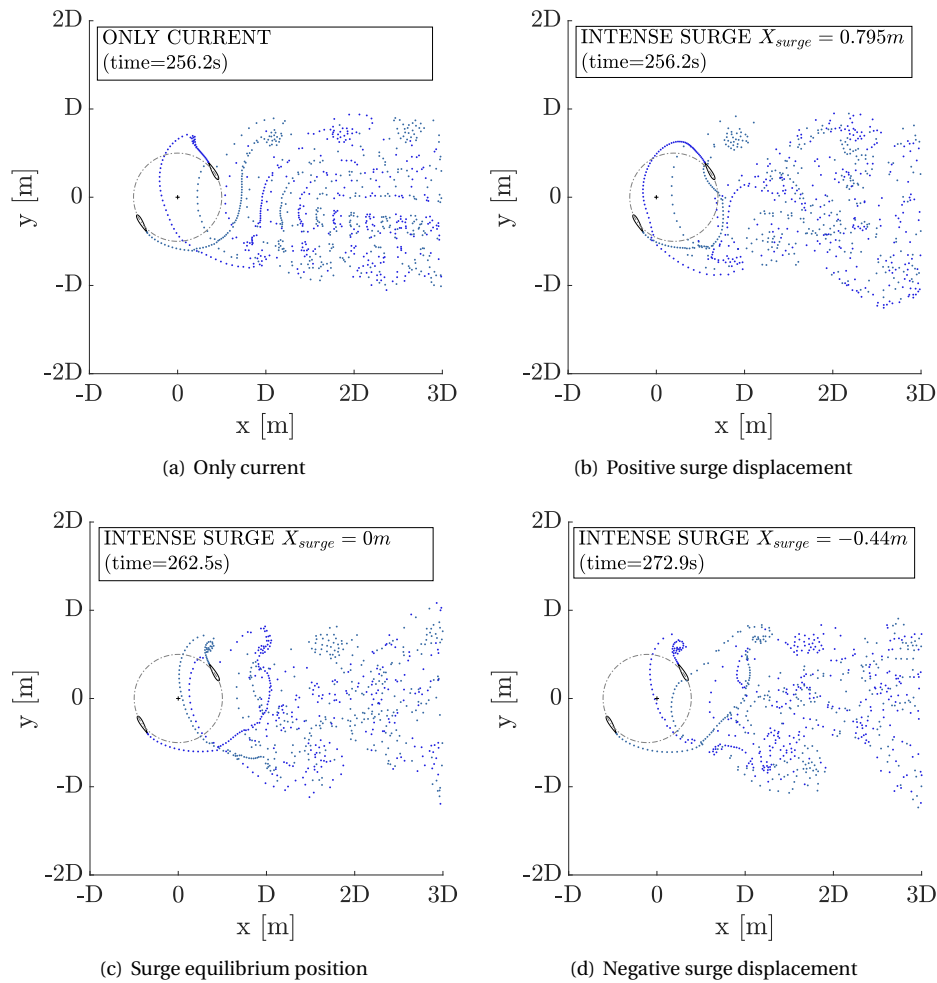 2D
ONLY CURRENT
(time=256.2s)
D
y [m]
0
-D
-2D
-D 0 D 2D 3D
x [m]
(a) Only current
2D
INTENSE SURGE X_surge = 0.795m
(time=256.2s)
D
y [m]
0
-D
-2D
-D 0 D 2D 3D
x [m]
(b) Positive surge displacement
2D
INTENSE SURGE X_surge = 0m
(time=262.5s)
D
y [m]
0
-D
-2D
-D 0 D 2D 3D
x [m]
(c) Surge equilibrium position
2D
INTENSE SURGE X_surge = −0.44m
(time=272.9s)
D
y [m]
0
-D
-2D
-D 0 D 2D 3D
x [m]
(d) Negative surge displacement